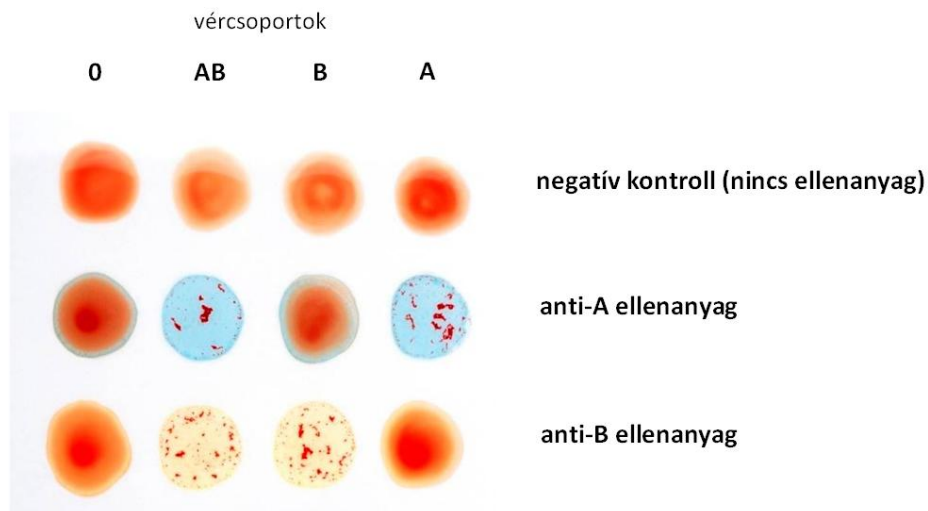 vércsoportok
0 AB B A
negatív kontroll (nincs ellenanyag)
anti-A ellenanyag
anti-B ellenanyag